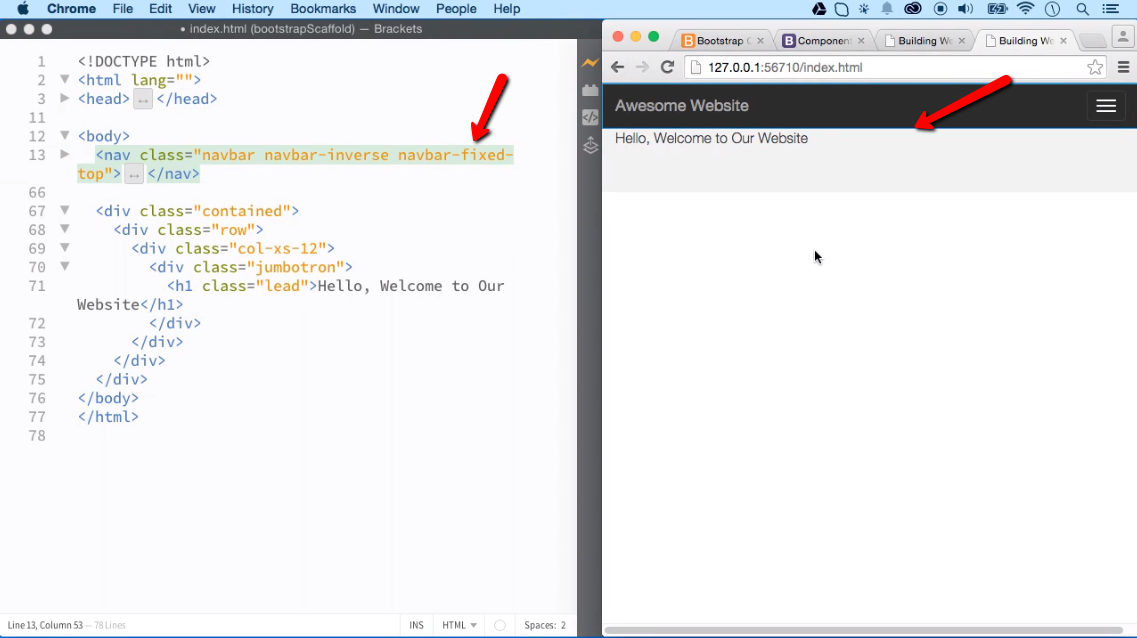 Chrome File Edit View History Bookmarks Window People Help
index.html (bootstrapScaffold) — Brackets
1 <!DOCTYPE html>
2 <html lang="">
3 <head> ↔ </head>
11
12 <body>
13 <nav class="navbar navbar-inverse navbar-fixed-
top"> ↔ </nav>
66
67 <div class="contained">
68 <div class="row">
69 <div class="col-xs-12">
70 <div class="jumbotron">
71 <h1 class="lead">Hello, Welcome to Our
Website</h1>
72 </div>
73 </div>
74 </div>
75 </div>
76 </body>
77 </html>
78
Line 13, Column 53 — 78 Lines
INS HTML Spaces: 2
Bootstrap Component Building We Building We
127.0.0.1:56710/index.html
Awesome Website
Hello, Welcome to Our Website